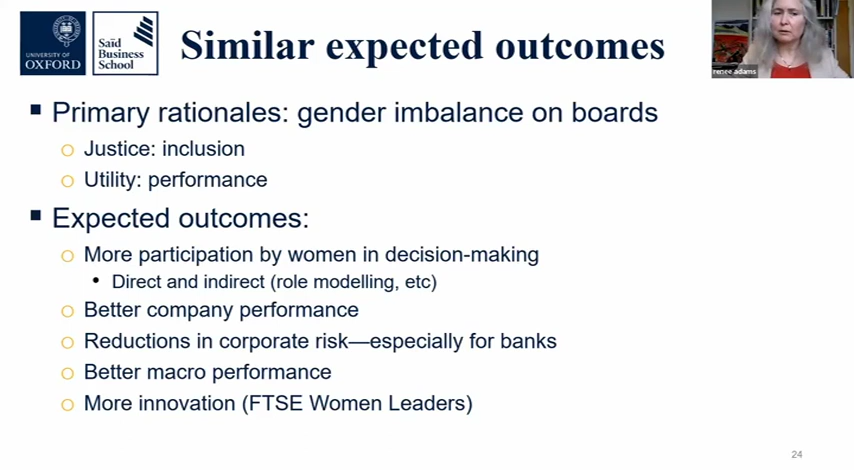 UNIVERSITY OF
OXFORD
Saïd
Business
School
Similar expected outcomes
renee adams
▪ Primary rationales: gender imbalance on boards
o Justice: inclusion
o Utility: performance
▪ Expected outcomes:
o More participation by women in decision-making
• Direct and indirect (role modelling, etc)
o Better company performance
o Reductions in corporate risk—especially for banks
o Better macro performance
o More innovation (FTSE Women Leaders)
24